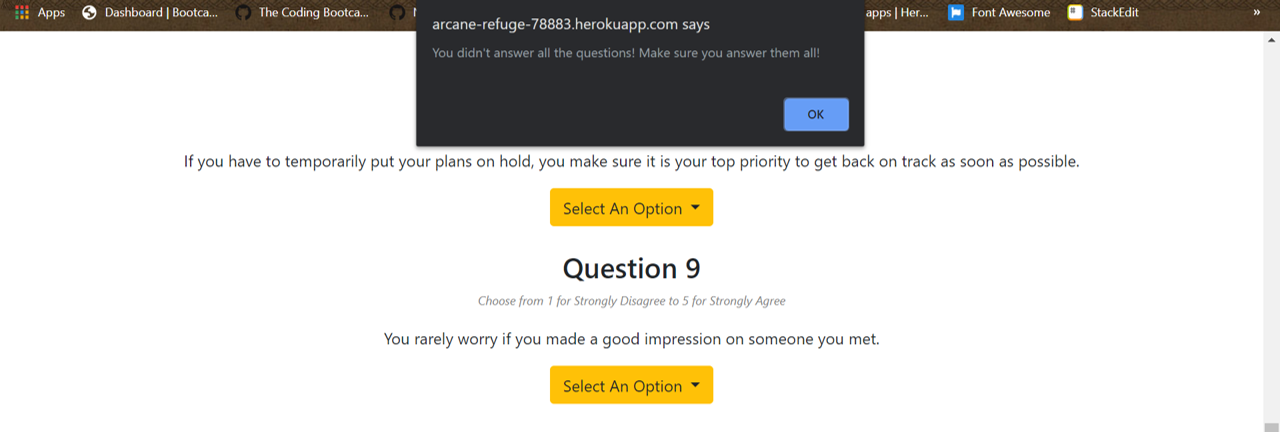 Apps
Dashboard | Bootca...
The Coding Bootca...
apps | Her...
Font Awesome
StackEdit
»
arcane-refuge-78883.herokuapp.com says
You didn't answer all the questions! Make sure you answer them all!
OK
If you have to temporarily put your plans on hold, you make sure it is your top priority to get back on track as soon as possible.
Select An Option
Question 9
Choose from 1 for Strongly Disagree to 5 for Strongly Agree
You rarely worry if you made a good impression on someone you met.
Select An Option